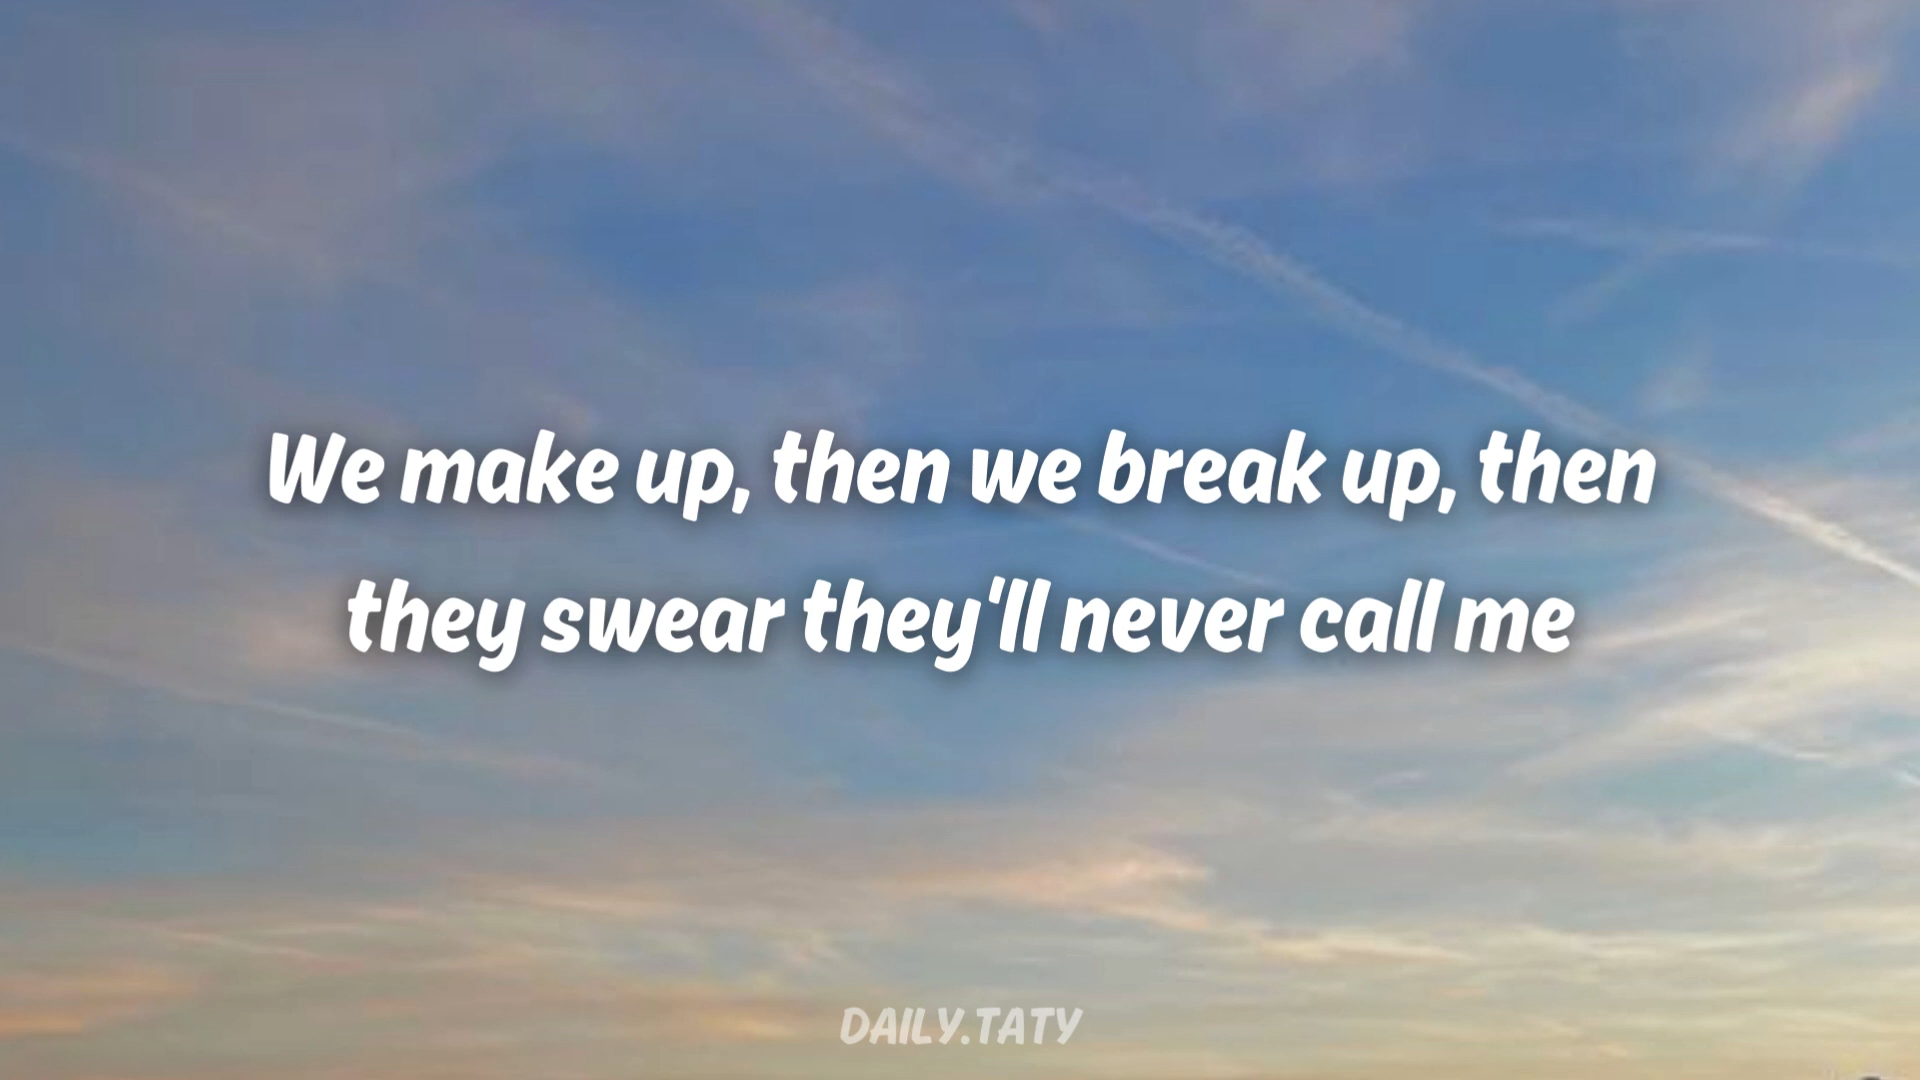 We make up, then we break up, then
they swear they'll never call me
DAILY.TATY